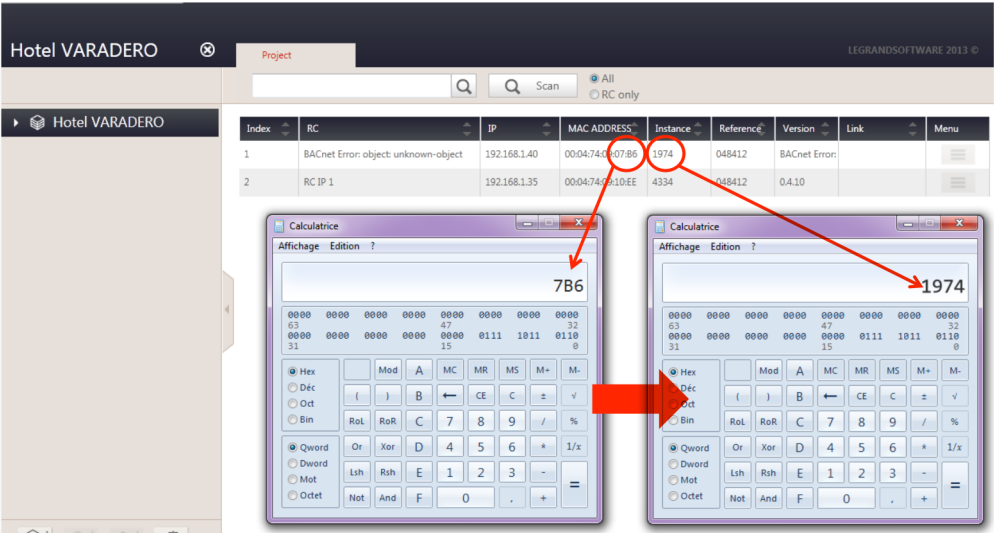 Hotel VARADERO
Project
LEGRANDSOFTWARE 2013 ©
Scan
All
RC only
Hotel VARADERO
Index RC IP MAC ADDRESS Instance Reference Version Link Menu
1 BACnet Error: object: unknown-object 192.168.1.40 00:04:74:09:07:B6 1974 048412 BACnet Error:
2 RC IP 1 192.168.1.35 00:04:74:09:10:EE 4334 048412 0.4.10
Calculatrice
Affichage Edition ?
7B6
0000 0000 0000 0000 0000 0000 0000 0000
63 47 32
0000 0000 0000 0000 0000 0111 1011 0110
31 15 0
Hex Mod A MC MR MS M+ M-
Déc
Oct ( ) B ← CE C ± √
Bin RoL RoR C 7 8 9 / %
Qword Or Xor D 4 5 6 * 1/x
Dword
Mot Lsh Rsh E 1 2 3 - =
Octet Not And F 0 , +
Calculatrice
Affichage Edition ?
1974
0000 0000 0000 0000 0000 0000 0000 0000
63 47 32
0000 0000 0000 0000 0000 0111 1011 0110
31 15 0
Hex Mod A MC MR MS M+ M-
Déc
Oct ( ) B ← CE C ± √
Bin RoL RoR C 7 8 9 / %
Qword Or Xor D 4 5 6 * 1/x
Dword
Mot Lsh Rsh E 1 2 3 - =
Octet Not And F 0 , +